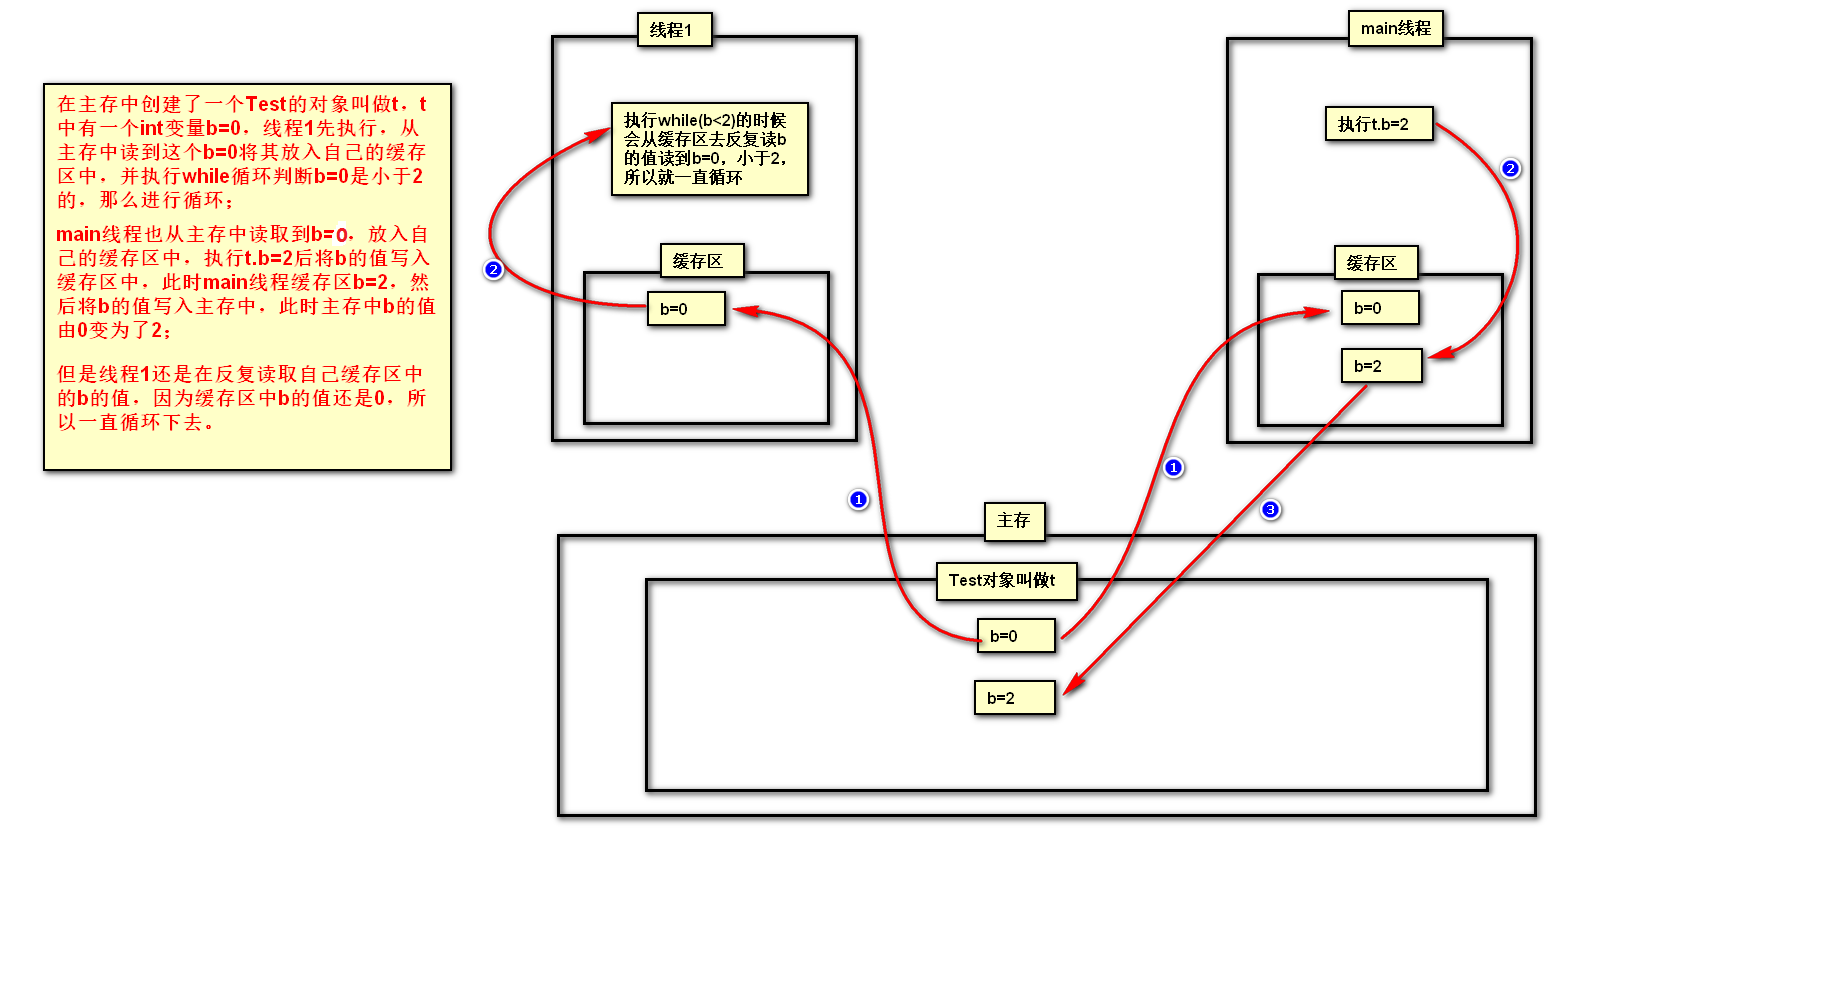 线程1
main线程
在主存中创建了一个Test的对象叫做t，t
中有一个int变量b=0，线程1先执行，从
主存中读到这个b=0将其放入自己的缓存
区中，并执行while循环判断b=0是小于2
的，那么进行循环；
main线程也从主存中读取到b=0，放入自
己的缓存区中，执行t.b=2后将b的值写入
缓存区中，此时main线程缓存区b=2，然
后将b的值写入主存中，此时主存中b的值
由0变为了2；
但是线程1还是在反复读取自己缓存区中
的b的值，因为缓存区中b的值还是0，所
以一直循环下去。
执行while(b<2)的时候
会从缓存区去反复读b
的值读到b=0，小于2，
所以就一直循环
执行t.b=2
2
缓存区
缓存区
2
b=0
b=0
b=2
1
1
3
主存
Test对象叫做t
b=0
b=2